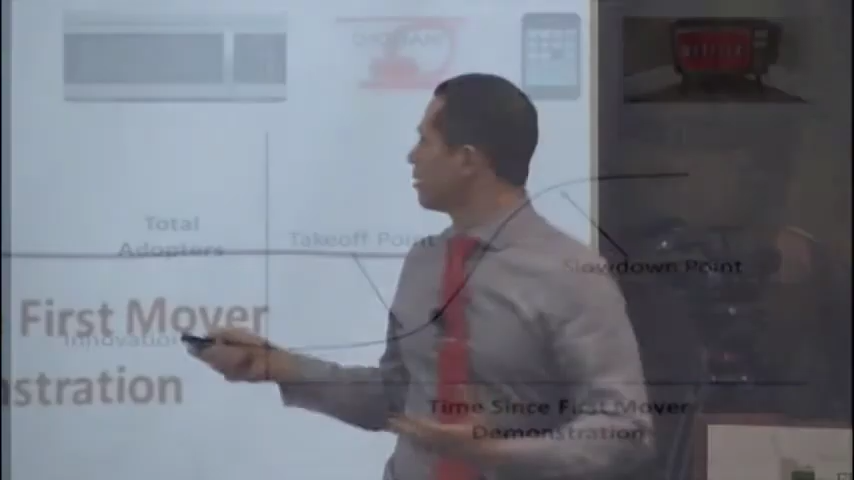 Total
Adopters
Takeoff Point
Slowdown Point
First Mover
Innovation
nstration
Time Since First Mover
Demonstration